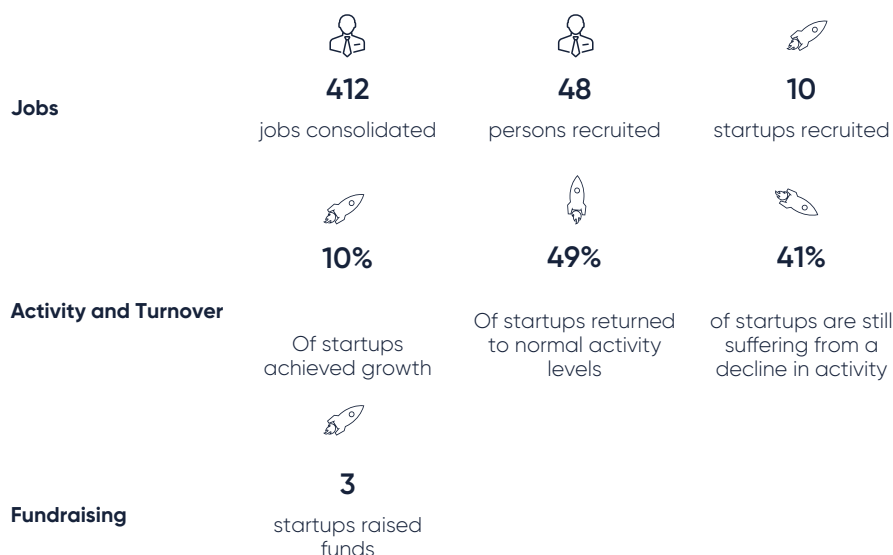 Jobs
412
jobs consolidated
48
persons recruited
10
startups recruited
Activity and Turnover
10%
Of startups
achieved growth
49%
Of startups returned
to normal activity
levels
41%
of startups are still
suffering from a
decline in activity
Fundraising
3
startups raised
funds